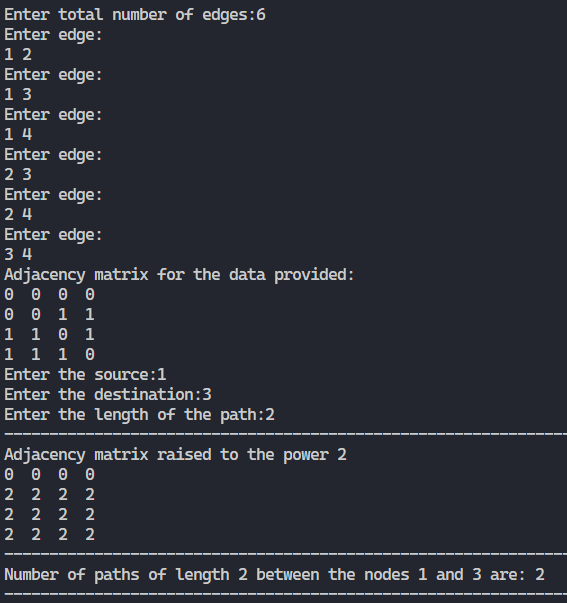 Enter total number of edges:6
Enter edge:
1 2
Enter edge:
1 3
Enter edge:
1 4
Enter edge:
2 3
Enter edge:
2 4
Enter edge:
3 4
Adjacency matrix for the data provided:
0  0  0  0
0  0  1  1
1  1  0  1
1  1  1  0
Enter the source:1
Enter the destination:3
Enter the length of the path:2
---------------------------------------------------------------
Adjacency matrix raised to the power 2
0  0  0  0
2  2  2  2
2  2  2  2
2  2  2  2
---------------------------------------------------------------
Number of paths of length 2 between the nodes 1 and 3 are: 2
---------------------------------------------------------------